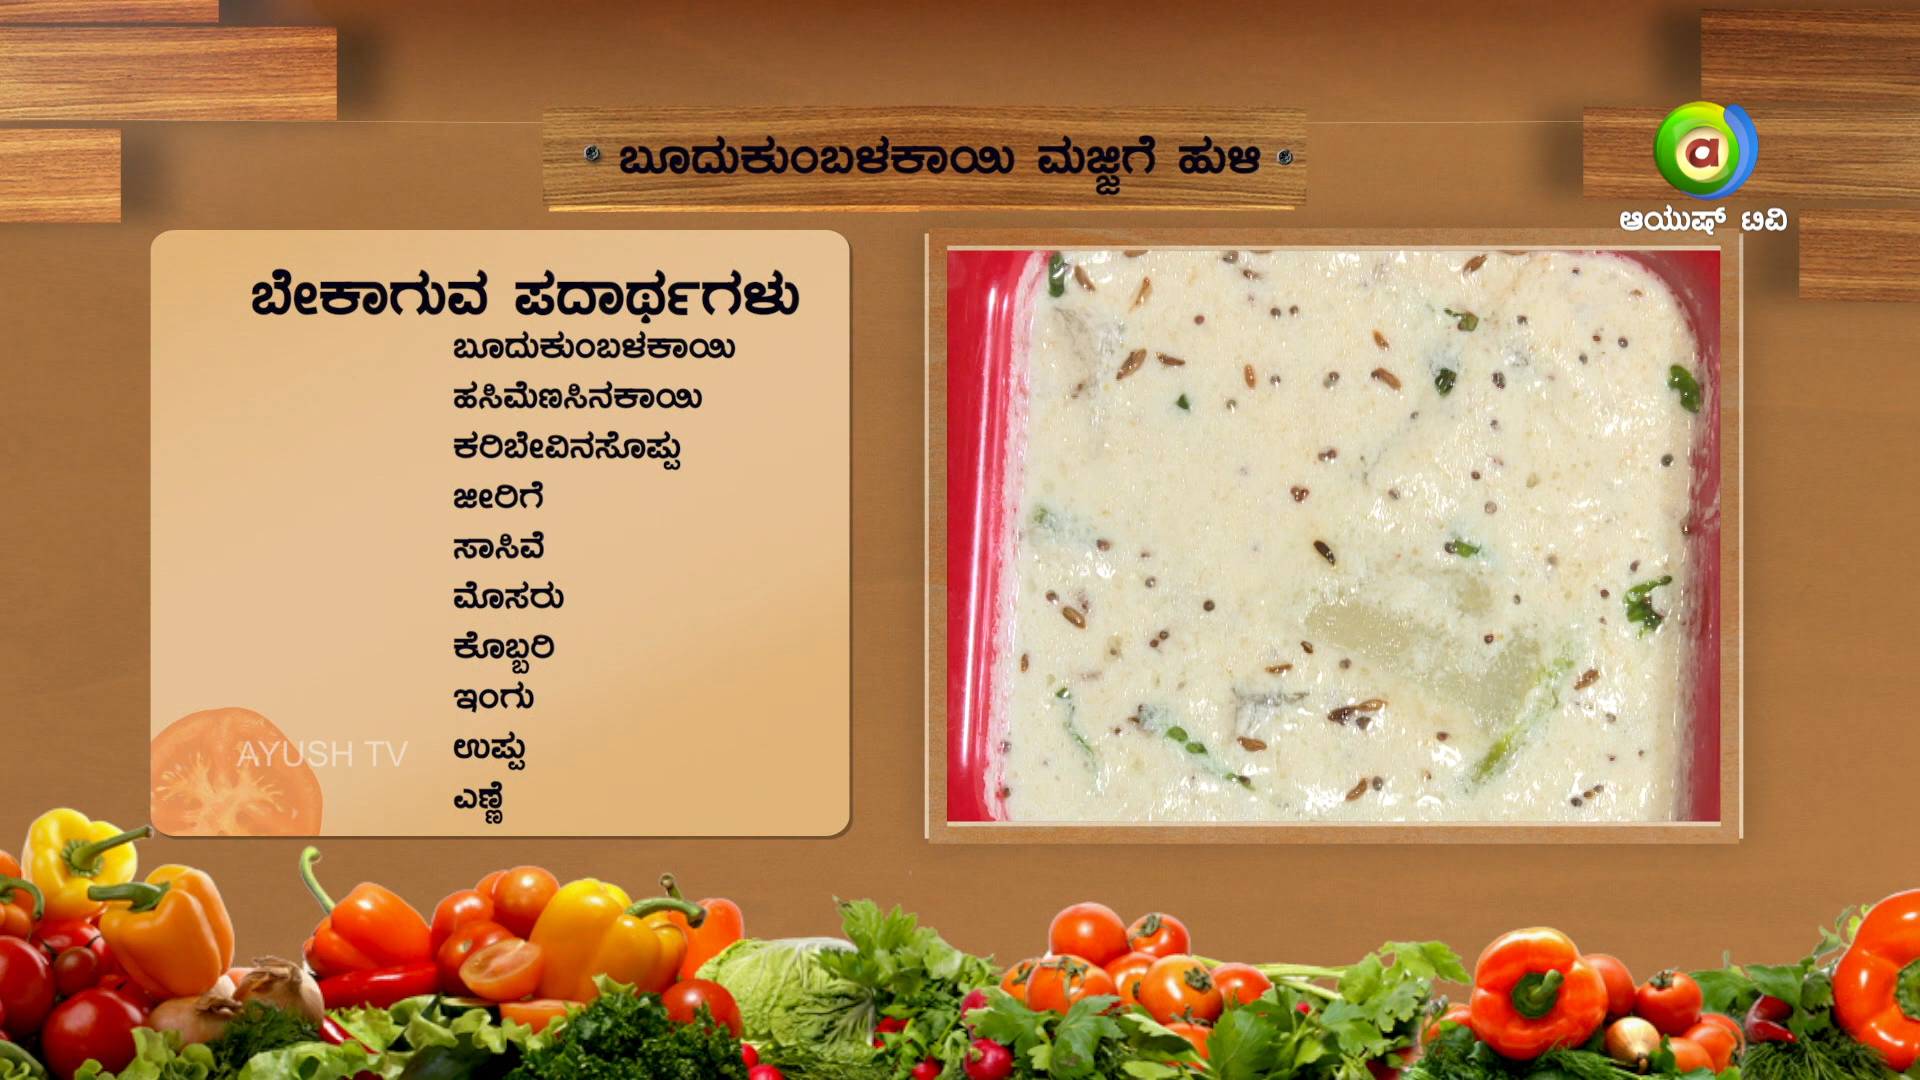 ಬೂದುಕುಂಬಳಕಾಯಿ ಮಜ್ಜಿಗೆ ಹುಳಿ
ಆಯುಷ್ ಟಿವಿ
ಬೇಕಾಗುವ ಪದಾರ್ಥಗಳು
ಬೂದುಕುಂಬಳಕಾಯಿ
ಹಸಿಮೆಣಸಿನಕಾಯಿ
ಕರಿಬೇವಿನಸೊಪ್ಪು
ಜೀರಿಗೆ
ಸಾಸಿವೆ
ಮೊಸರು
ಕೊಬ್ಬರಿ
ಇಂಗು
ಉಪ್ಪು
AYUSH TV
ಎಣ್ಣೆ